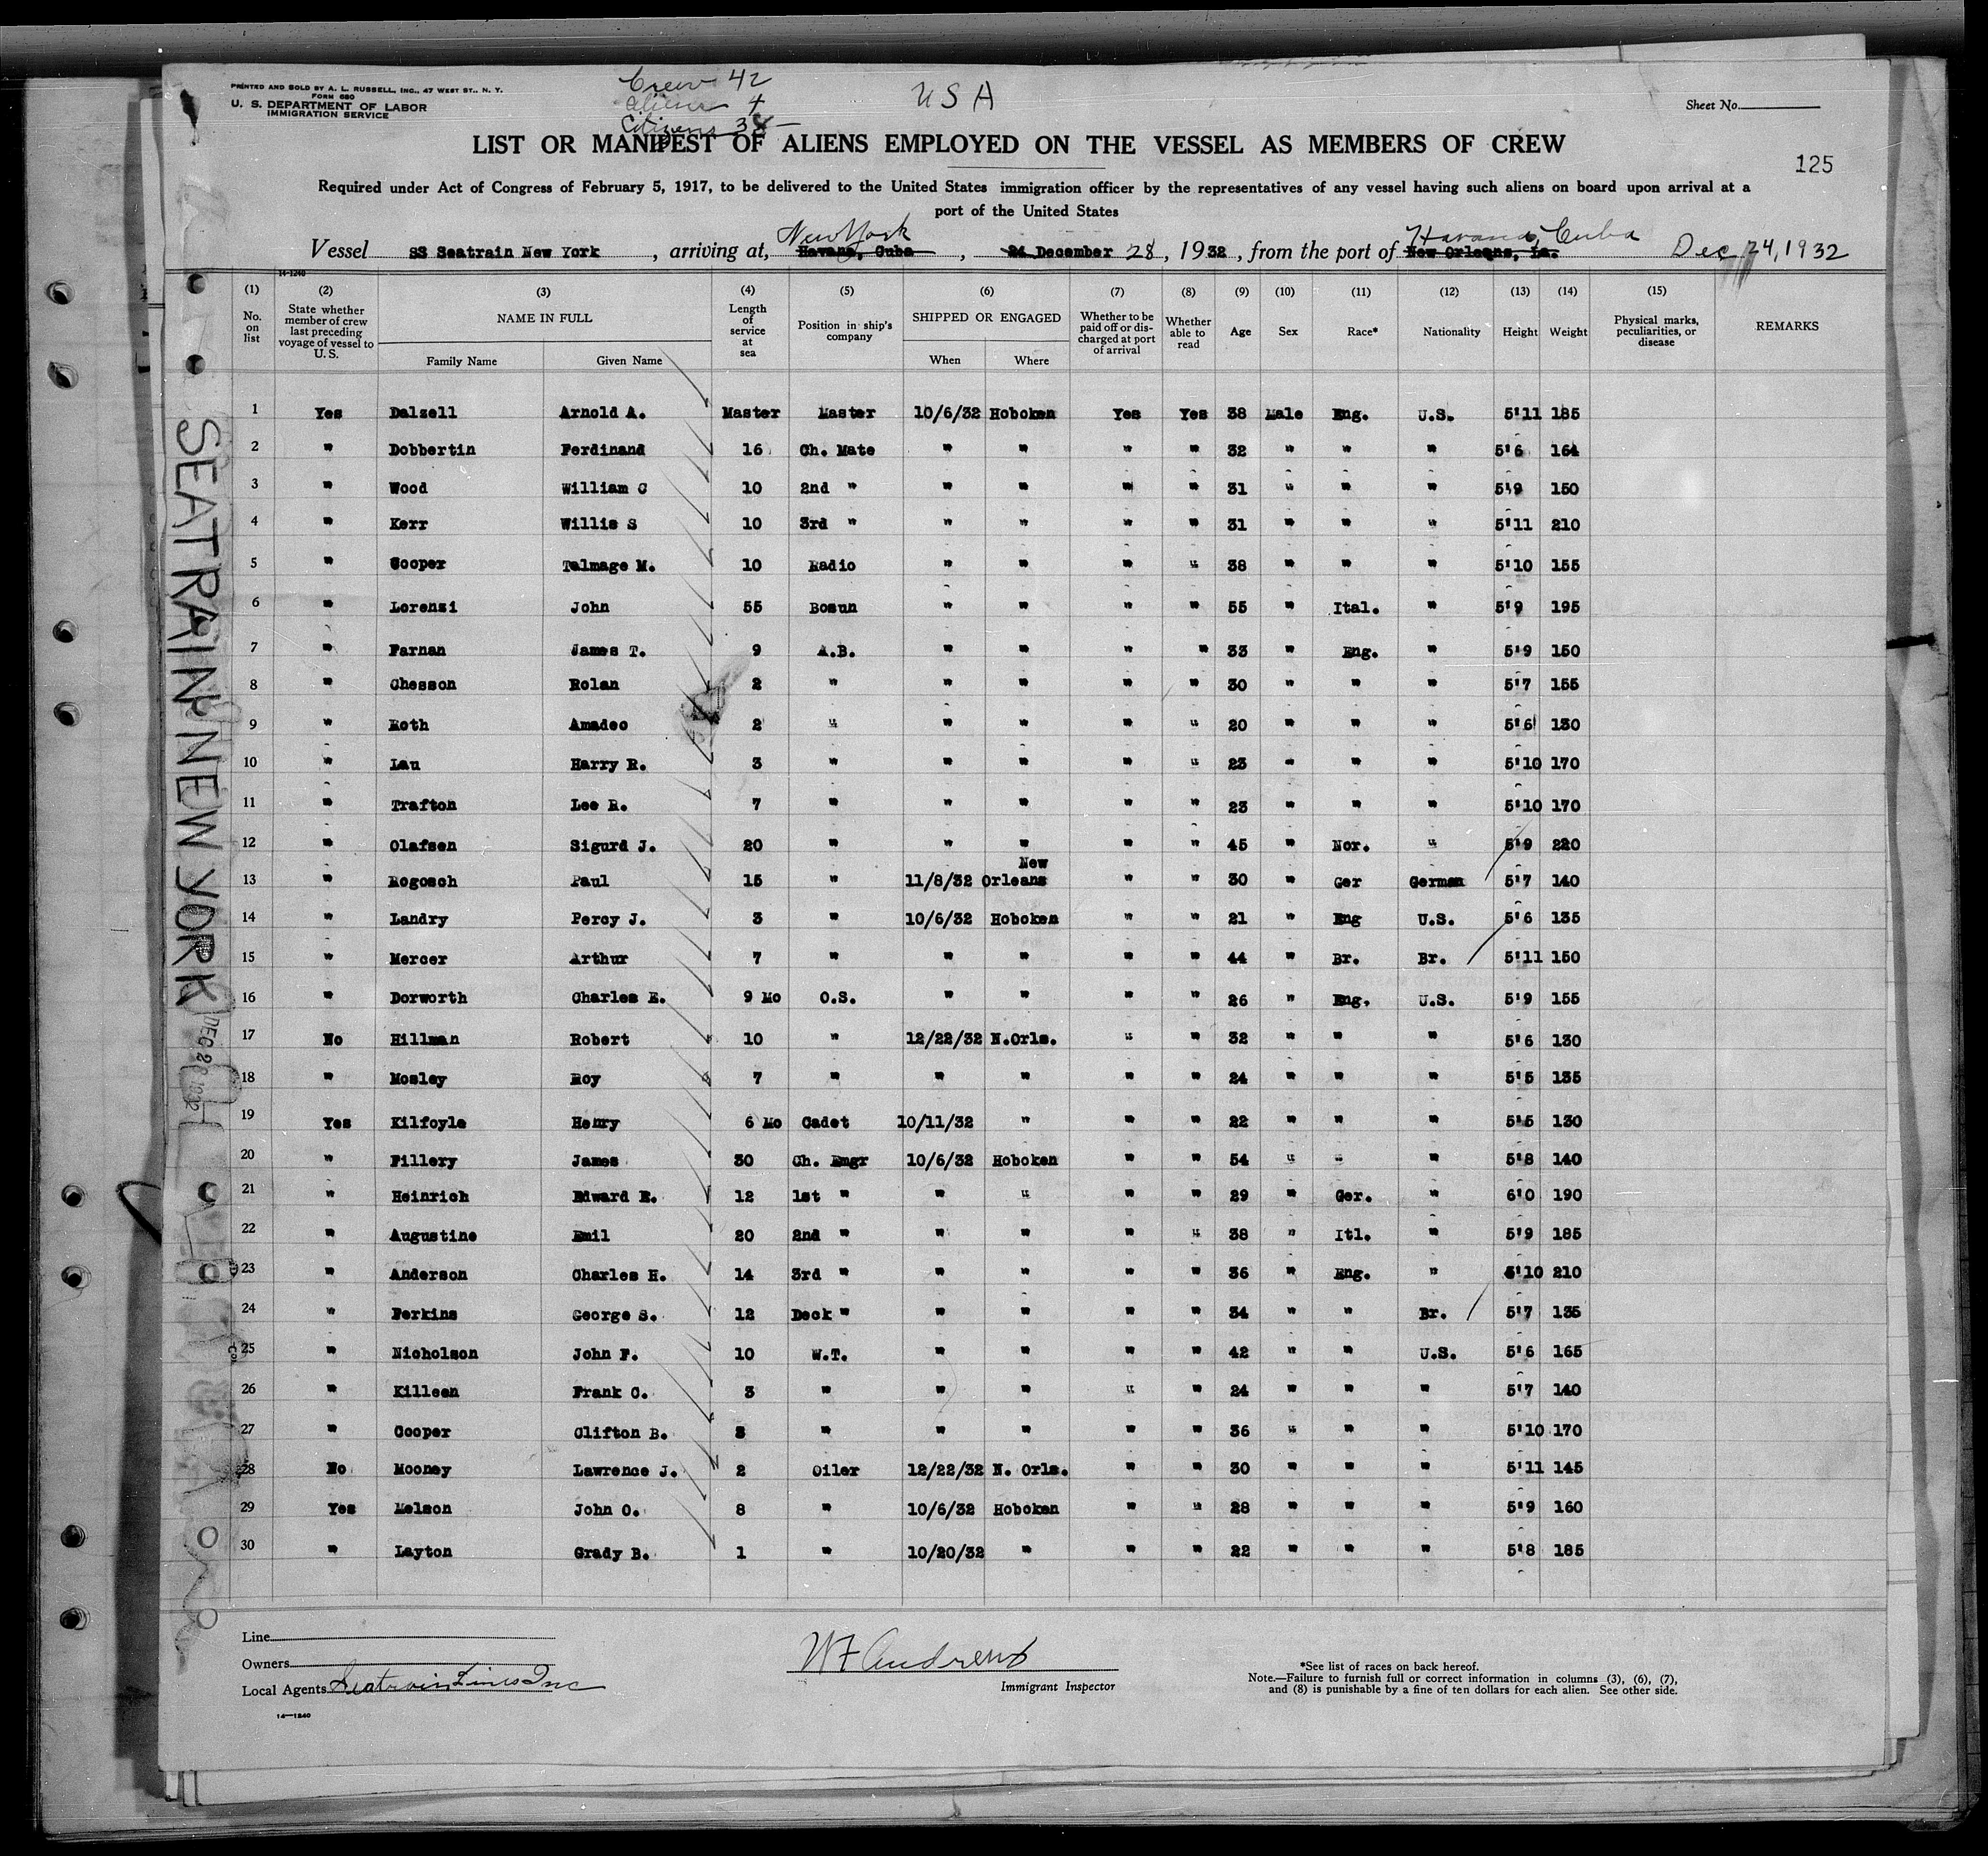 PRINTED AND SOLD BY A. L. RUSSELL, INC., 47 WEST ST., N. Y.
FORM 680
U. S. DEPARTMENT OF LABOR
IMMIGRATION SERVICE
Crew 42
aliens 4
Citizens 38
USA
Sheet No.
LIST OR MANIFEST OF ALIENS EMPLOYED ON THE VESSEL AS MEMBERS OF CREW
125
Required under Act of Congress of February 5, 1917, to be delivered to the United States immigration officer by the representatives of any vessel having such aliens on board upon arrival at a
port of the United States
New York Havana, Cuba
Vessel SS Seatrain New York, arriving at, Havana, Cuba, 24 December 28, 1932, from the port of New Orleans, La. Dec 24, 1932
14-1240
(1) (2) (3) (4) (5) (6) (7) (8) (9) (10) (11) (12) (13) (14) (15)
No. on list State whether member of crew last preceding voyage of vessel to U.S. NAME IN FULL Length of service at sea Position in ship's company SHIPPED OR ENGAGED Whether to be paid off or discharged at port of arrival Whether able to read Age Sex Race* Nationality Height Weight Physical marks, peculiarities, or disease REMARKS
Family Name Given Name When Where
1 Yes Dalzell Arnold A. Master Master 10/6/32 Hoboken Yes Yes 38 Male Eng. U.S. 5'11 185
2 " Dobbertin Ferdinand 16 Ch. Mate " " " " 32 " " " 5'6 164
3 " Wood William C 10 2nd " " " " " 31 " " " 5'9 150
4 " Kerr Willis S 10 3rd " " " " " 31 " " " 5'11 210
5 " Cooper Talmage M. 10 Radio " " " " 38 " " " 5'10 155
6 " Lorenzi John 55 Bosun " " " " 55 " Ital. " 5'9 195
7 " Farnan James T. 9 A.B. " " " " 33 " Eng. " 5'9 150
8 " Chesson Rolan 2 " " " " " 30 " " " 5'7 155
9 " Roth Amadeo 2 " " " " " 20 " " " 5'6 130
10 " Lau Harry R. 3 " " " " " 23 " " " 5'10 170
11 " Trafton Lee R. 7 " " " " " 23 " " " 5'10 170
12 " Olafsen Sigurd J. 20 " " " " " 45 " Nor. " 5'9 220
13 " Rogosch Paul 15 " 11/8/32 New Orleans " " 30 " Ger German 5'7 140
14 " Landry Percy J. 3 " 10/6/32 Hoboken " " 21 " Eng U.S. 5'6 135
15 " Mercer Arthur 7 " " " " " 44 " Br. Br. 5'11 150
16 " Dorworth Charles E. 9 Mo O.S. " " " " 26 " Eng. U.S. 5'9 155
17 No Hillman Robert 10 " 12/22/32 N.Orls. " " 32 " " " 5'6 130
18 " Mosley Roy 7 " " " " " 24 " " " 5'5 135
19 Yes Kilfoyle Henry 6 Mo Cadet 10/11/32 " " " 22 " " " 5'5 130
20 " Fillery James 30 Ch. Engr 10/6/32 Hoboken " " 54 " " " 5'8 140
21 " Heinrich Edward E. 12 1st " " " " " 29 " Ger. " 6'0 190
22 " Augustine Emil 20 2nd " " " " " 38 " Itl. " 5'9 185
23 " Anderson Charles H. 14 3rd " " " " " 36 " Eng. " 5'10 210
24 " Perkins George S. 12 Deck " " " " " 34 " " Br. 5'7 135
25 " Nicholson John F. 10 W.T. " " " " 42 " " U.S. 5'6 165
26 " Killeen Frank C. 3 " " " " " 24 " " " 5'7 140
27 " Cooper Clifton B. 3 " " " " " 36 " " " 5'10 170
28 No Mooney Lawrence J. 2 Oiler 12/22/32 N. Orls. " " 30 " " " 5'11 145
29 Yes Melson John O. 8 " 10/6/32 Hoboken " " 28 " " " 5'9 160
30 " Layton Grady B. 1 " 10/20/32 " " " 22 " " " 5'8 185
SEATRAIN NEW YORK
DEC 28 1932
Line
Owners
Local Agents Seatrain Lines Inc
14-1240
WF Andrews
Immigrant Inspector
*See list of races on back hereof.
Note.—Failure to furnish full or correct information in columns (3), (6), (7),
and (8) is punishable by a fine of ten dollars for each alien. See other side.